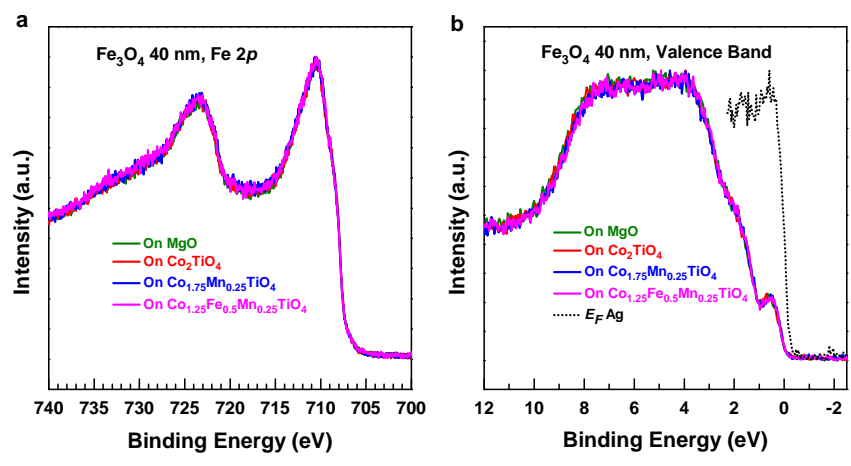 a
Fe₃O₄ 40 nm, Fe 2p
Intensity (a.u.)
On MgO
On Co₂TiO₄
On Co₁.₇₅Mn₀.₂₅TiO₄
On Co₁.₂₅Fe₀.₅Mn₀.₂₅TiO₄
740 735 730 725 720 715 710 705 700
Binding Energy (eV)
b
Fe₃O₄ 40 nm, Valence Band
Intensity (a.u.)
On MgO
On Co₂TiO₄
On Co₁.₇₅Mn₀.₂₅TiO₄
On Co₁.₂₅Fe₀.₅Mn₀.₂₅TiO₄
E_F Ag
12 10 8 6 4 2 0 -2
Binding Energy (eV)